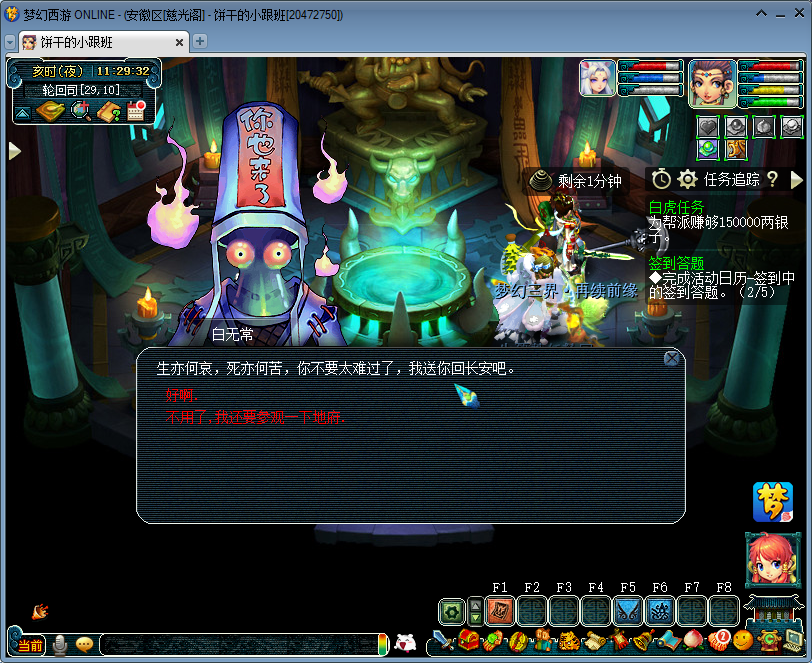 梦幻西游 ONLINE - (安徽区[慈光阁] - 饼干的小跟班[20472750])
饼干的小跟班
亥时(夜) 11:29:32
轮回司[29,10]
你也来了
剩余1分钟
任务追踪 ?
白虎任务
为帮派赚够150000两银
子。
签到答题
◆完成活动日历-签到中
的签到答题。（2/5）
梦幻三界·再续前缘
白无常
生亦何哀，死亦何苦，你不要太难过了，我送你回长安吧。
好啊.
不用了,我还要参观一下地府.
梦
F1 F2 F3 F4 F5 F6 F7 F8
当前
2